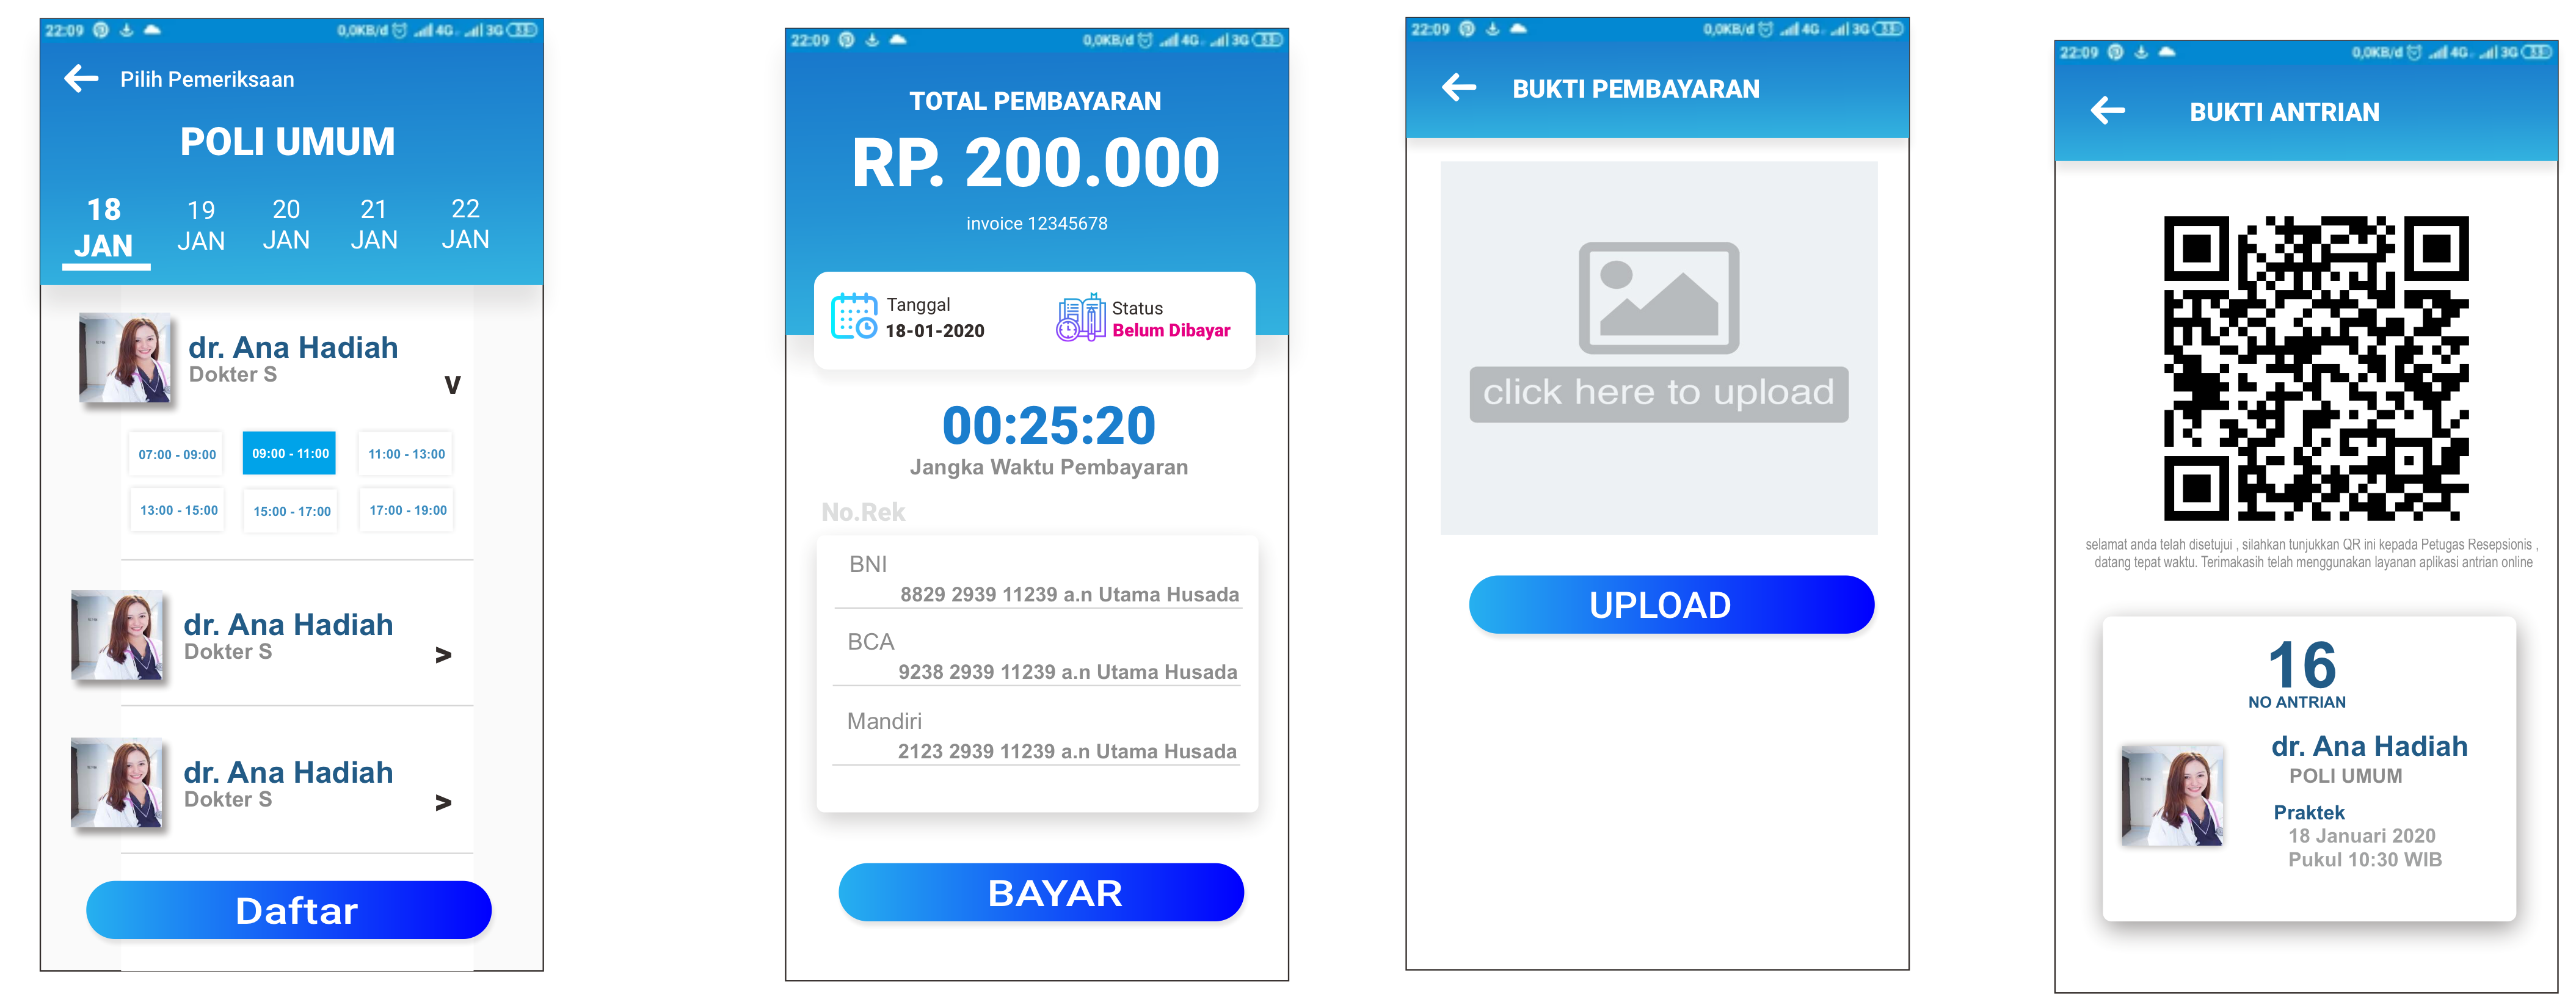 22:09 0,0KB/d 4G 3G 33
Pilih Pemeriksaan
POLI UMUM
18 JAN
19 JAN
20 JAN
21 JAN
22 JAN
dr. Ana Hadiah
Dokter S
v
07:00 - 09:00
09:00 - 11:00
11:00 - 13:00
13:00 - 15:00
15:00 - 17:00
17:00 - 19:00
dr. Ana Hadiah
Dokter S
>
dr. Ana Hadiah
Dokter S
>
Daftar
22:09 0,0KB/d 4G 3G 33
TOTAL PEMBAYARAN
RP. 200.000
invoice 12345678
Tanggal
18-01-2020
Status
Belum Dibayar
00:25:20
Jangka Waktu Pembayaran
No.Rek
BNI
8829 2939 11239 a.n Utama Husada
BCA
9238 2939 11239 a.n Utama Husada
Mandiri
2123 2939 11239 a.n Utama Husada
BAYAR
22:09 0,0KB/d 4G 3G 33
BUKTI PEMBAYARAN
click here to upload
UPLOAD
22:09 0,0KB/d 4G 3G 33
BUKTI ANTRIAN
selamat anda telah disetujui , silahkan tunjukkan QR ini kepada Petugas Resepsionis ,
datang tepat waktu. Terimakasih telah menggunakan layanan aplikasi antrian online
16
NO ANTRIAN
dr. Ana Hadiah
POLI UMUM
Praktek
18 Januari 2020
Pukul 10:30 WIB